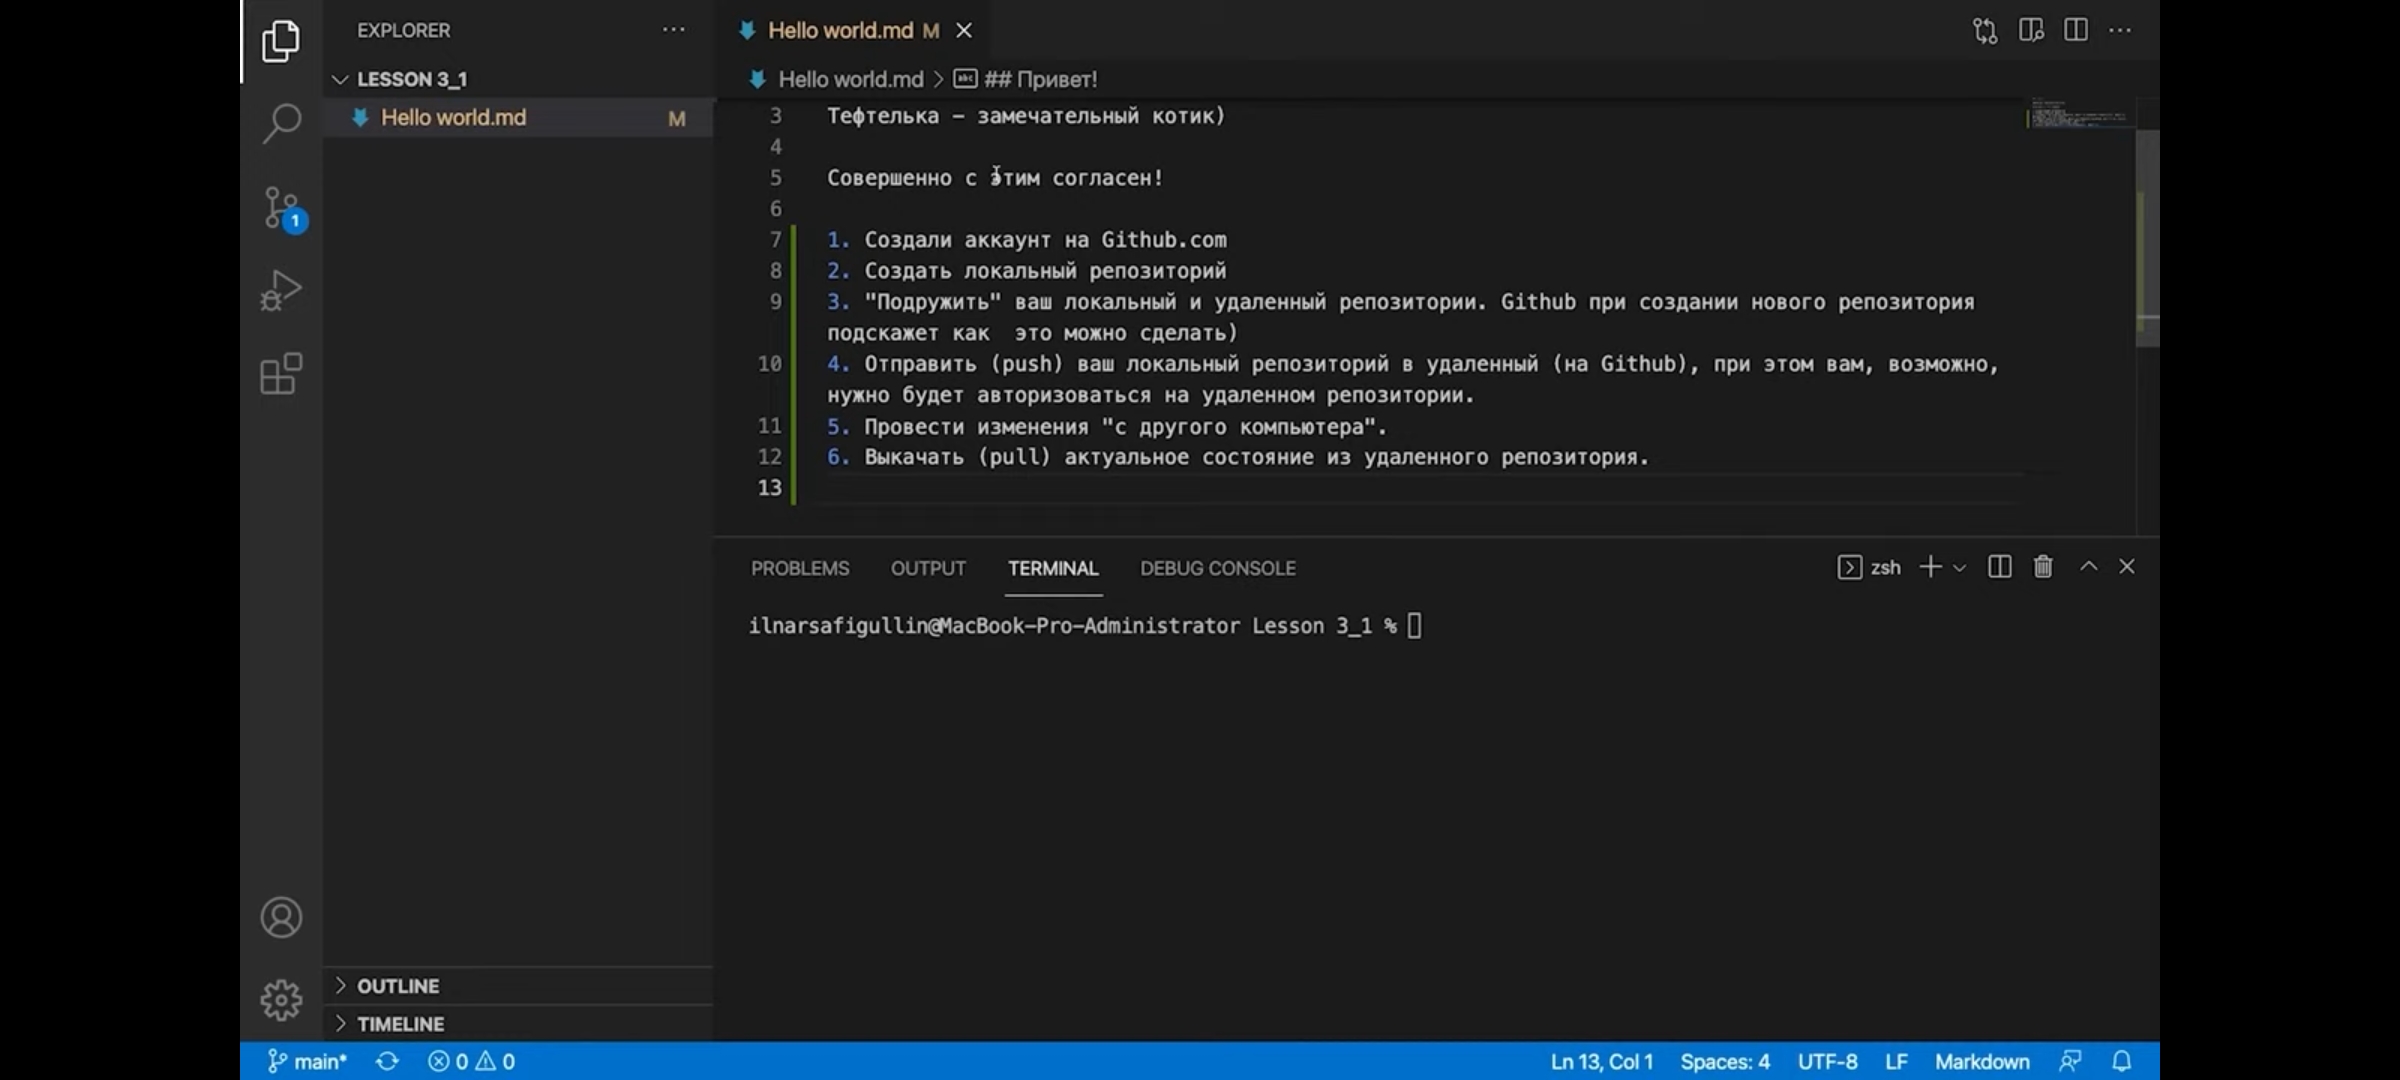 EXPLORER
LESSON 3_1
Hello world.md M
1
OUTLINE
TIMELINE
Hello world.md M
Hello world.md > ## Привет!
3 Тефтелька – замечательный котик)
4
5 Совершенно с этим согласен!
6
7 1. Создали аккаунт на Github.com
8 2. Создать локальный репозиторий
9 3. "Подружить" ваш локальный и удаленный репозитории. Github при создании нового репозитория
подскажет как  это можно сделать)
10 4. Отправить (push) ваш локальный репозиторий в удаленный (на Github), при этом вам, возможно,
нужно будет авторизоваться на удаленном репозитории.
11 5. Провести изменения "с другого компьютера".
12 6. Выкачать (pull) актуальное состояние из удаленного репозитория.
13
PROBLEMS OUTPUT TERMINAL DEBUG CONSOLE zsh
ilnarsafigullin@MacBook-Pro-Administrator Lesson 3_1 %
main* 0 0 Ln 13, Col 1 Spaces: 4 UTF-8 LF Markdown